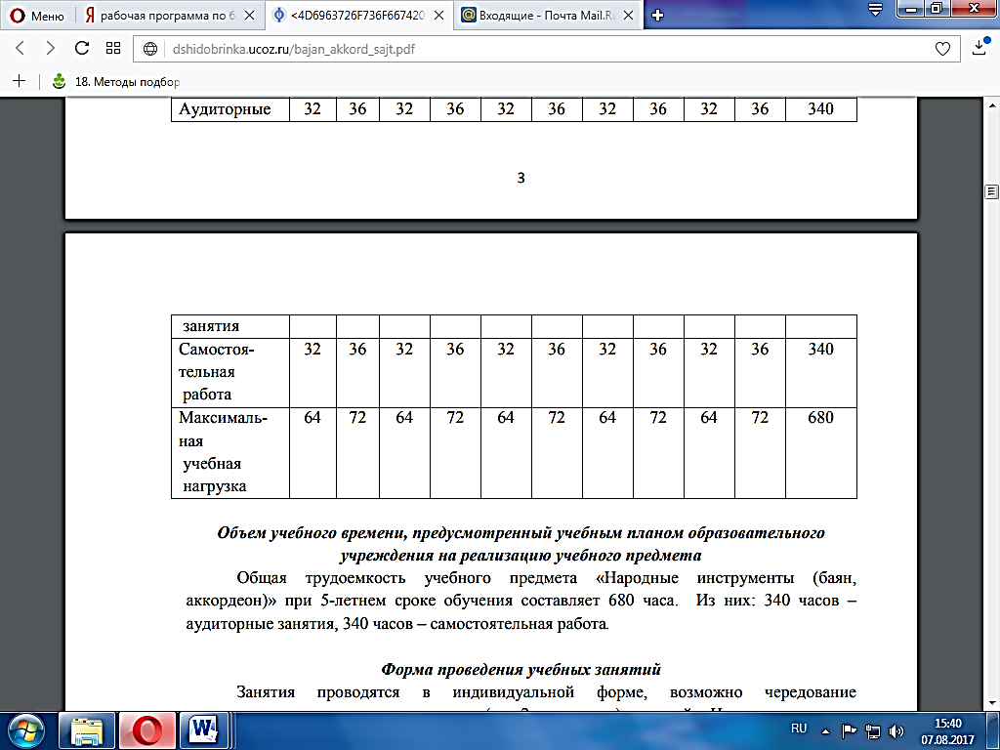 Меню
рабочая программа по б
<4D6963726F736F667420
Входящие - Почта Mail.R
dshidobrinka.ucoz.ru/bajan_akkord_sajt.pdf
18. Методы подбор
Аудиторные 32 36 32 36 32 36 32 36 32 36 340
3
занятия
Самостоя- 32 36 32 36 32 36 32 36 32 36 340
тельная
работа
Максималь- 64 72 64 72 64 72 64 72 64 72 680
ная
учебная
нагрузка
Объем учебного времени, предусмотренный учебным планом образовательного
учреждения на реализацию учебного предмета
Общая трудоемкость учебного предмета «Народные инструменты (баян,
аккордеон)» при 5-летнем сроке обучения составляет 680 часа. Из них: 340 часов –
аудиторные занятия, 340 часов – самостоятельная работа.
Форма проведения учебных занятий
Занятия проводятся в индивидуальной форме, возможно чередование
RU
15:40
07.08.2017